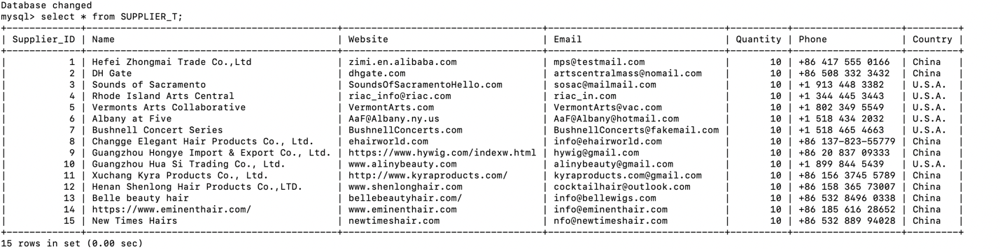 Database changed
mysql> select * from SUPPLIER_T;
+-------------+-------------------------------------------+-----------------------------------+------------------------------+----------+-------------------+---------+
| Supplier_ID | Name                                      | Website                           | Email                        | Quantity | Phone             | Country |
+-------------+-------------------------------------------+-----------------------------------+------------------------------+----------+-------------------+---------+
|           1 | Hefei Zhongmai Trade Co.,Ltd              | zimi.en.alibaba.com               | mps@testmail.com             |       10 | +86 417 555 0166  | China   |
|           2 | DH Gate                                   | dhgate.com                        | artscentralmass@nomail.com   |       10 | +86 508 332 3432  | China   |
|           3 | Sounds of Sacramento                      | SoundsOfSacramentoHello.com       | sosac@mailmail.com           |       10 | +1 913 448 3382   | U.S.A.  |
|           4 | Rhode Island Arts Central                 | riac_info@riac.com                | riac_in.com                  |       10 | +1 344 445 3443   | U.S.A.  |
|           5 | Vermonts Arts Collaborative               | VermontArts.com                   | VermontArts@vac.com          |       10 | +1 802 349 5549   | U.S.A.  |
|           6 | Albany at Five                            | AaF@Albany.ny.us                  | AaF@Albany@hotmail.com       |       10 | +1 518 434 2032   | U.S.A.  |
|           7 | Bushnell Concert Series                   | BushnellConcerts.com              | BushnellConcerts@fakemail.com |       10 | +1 518 465 4663   | U.S.A.  |
|           8 | Changge Elegant Hair Products Co., Ltd.   | ehairworld.com                    | info@ehairworld.com          |       10 | +86 137-823-55779 | China   |
|           9 | Guangzhou Hongye Import & Export Co., Ltd. | https://www.hywig.com/indexw.html | hywig@gmail.com              |       10 | +86 20 837 09333  | China   |
|          10 | Guangzhou Hua Si Trading Co., Ltd.        | www.alinybeauty.com               | alinybeauty@gmail.com        |       10 | +1 899 844 5439   | U.S.A.  |
|          11 | Xuchang Kyra Products Co., Ltd.           | http://www.kyraproducts.com/      | kyraproducts.com@gmail.com   |       10 | +86 156 3745 5789 | China   |
|          12 | Henan Shenlong Hair Products Co.,LTD.     | www.shenlonghair.com              | cocktailhair@outlook.com     |       10 | +86 158 365 73007 | China   |
|          13 | Belle beauty hair                         | bellebeautyhair.com/              | info@bellewigs.com           |       10 | +86 532 8496 0338 | China   |
|          14 | https://www.eminenthair.com/              | www.eminenthair.com               | info@eminenthair.com         |       10 | +86 185 616 28652 | China   |
|          15 | New Times Hairs                           | newtimeshair.com                  | nfo@newtimeshair.com         |       10 | +86 532 889 94028 | China   |
+-------------+-------------------------------------------+-----------------------------------+------------------------------+----------+-------------------+---------+
15 rows in set (0.00 sec)